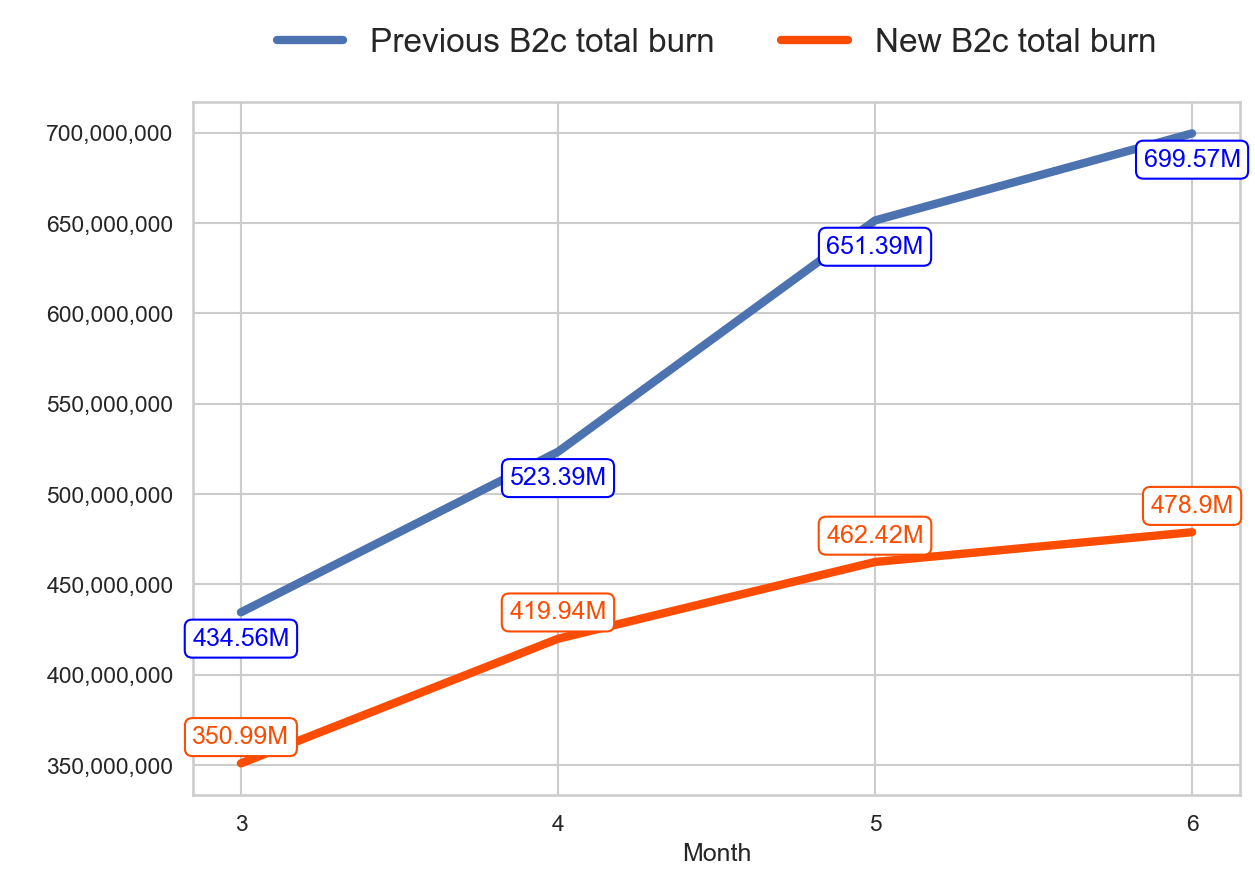 Previous B2c total burn New B2c total burn
700,000,000
699.57M
650,000,000
651.39M
600,000,000
550,000,000
523.39M
500,000,000
478.9M
462.42M
450,000,000
419.94M
434.56M
400,000,000
350.99M
350,000,000
3 4 5 6
Month